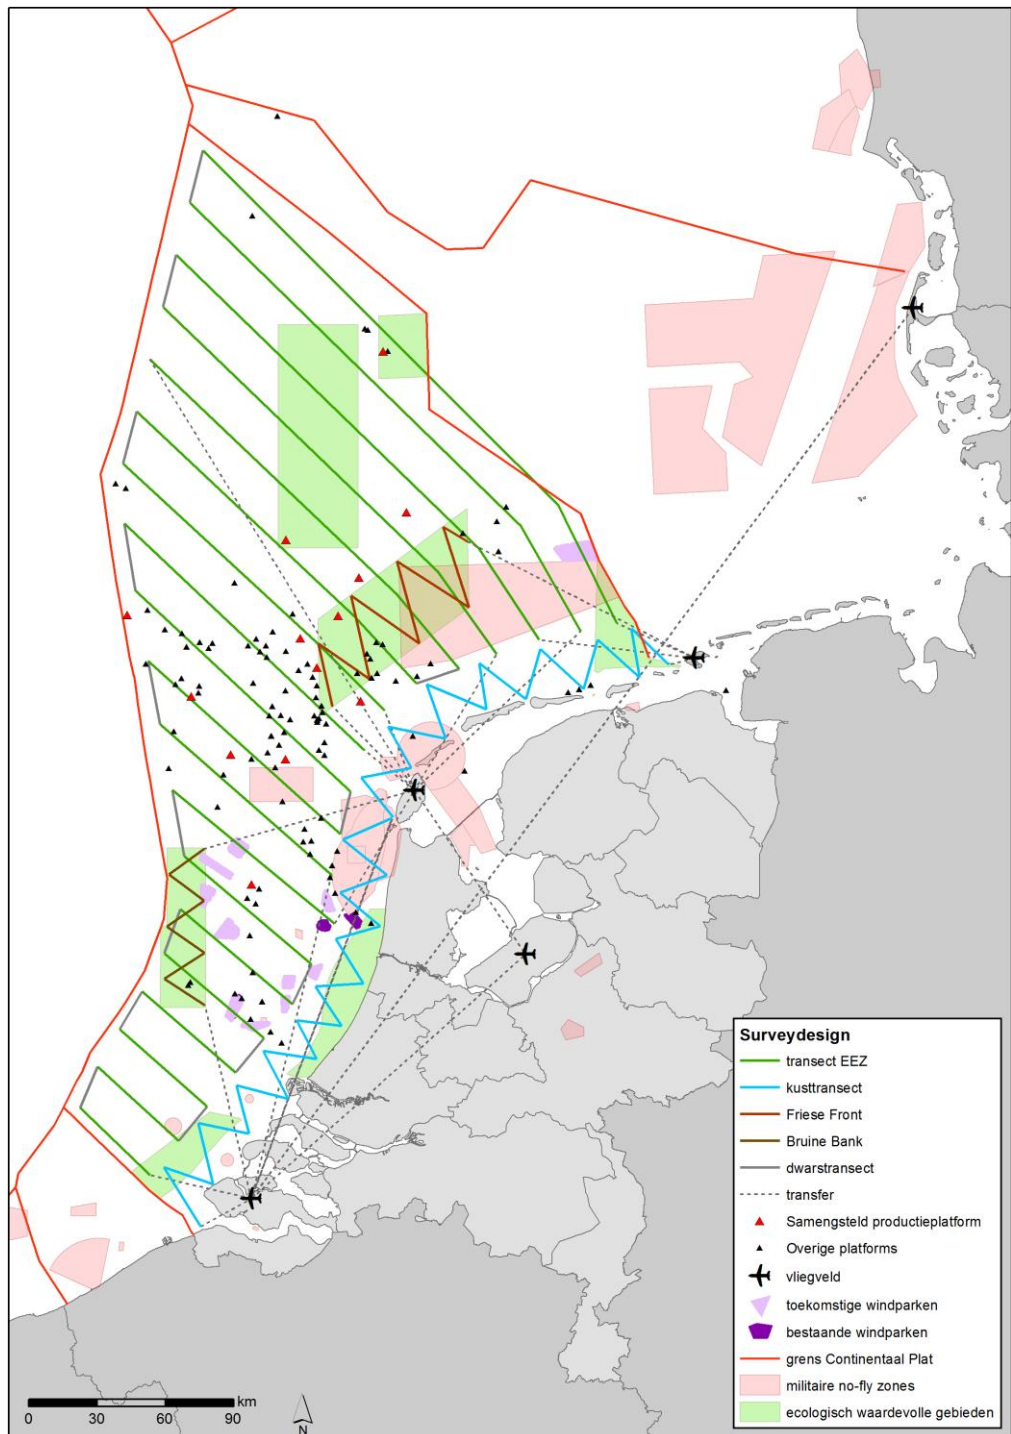 Surveydesign
transect EEZ
kusttransect
Friese Front
Bruine Bank
dwarstransect
transfer
Samengsteld productieplatform
Overige platforms
vliegveld
toekomstige windparken
bestaande windparken
grens Continentaal Plat
militaire no-fly zones
ecologisch waardevolle gebieden
km
0 30 60 90
N